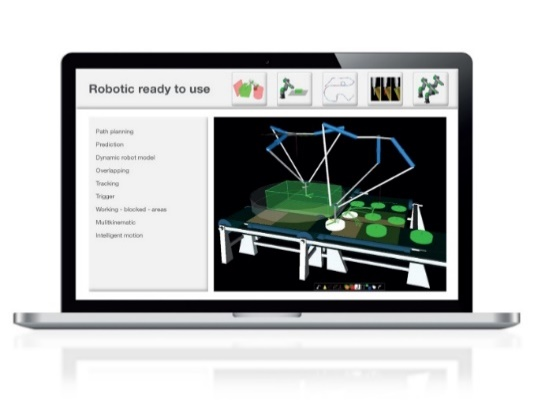 Robotic ready to use
Path planning
Prediction
Dynamic robot model
Overlapping
Tracking
Trigger
Working - blocked - areas
Multikinematic
Intelligent motion